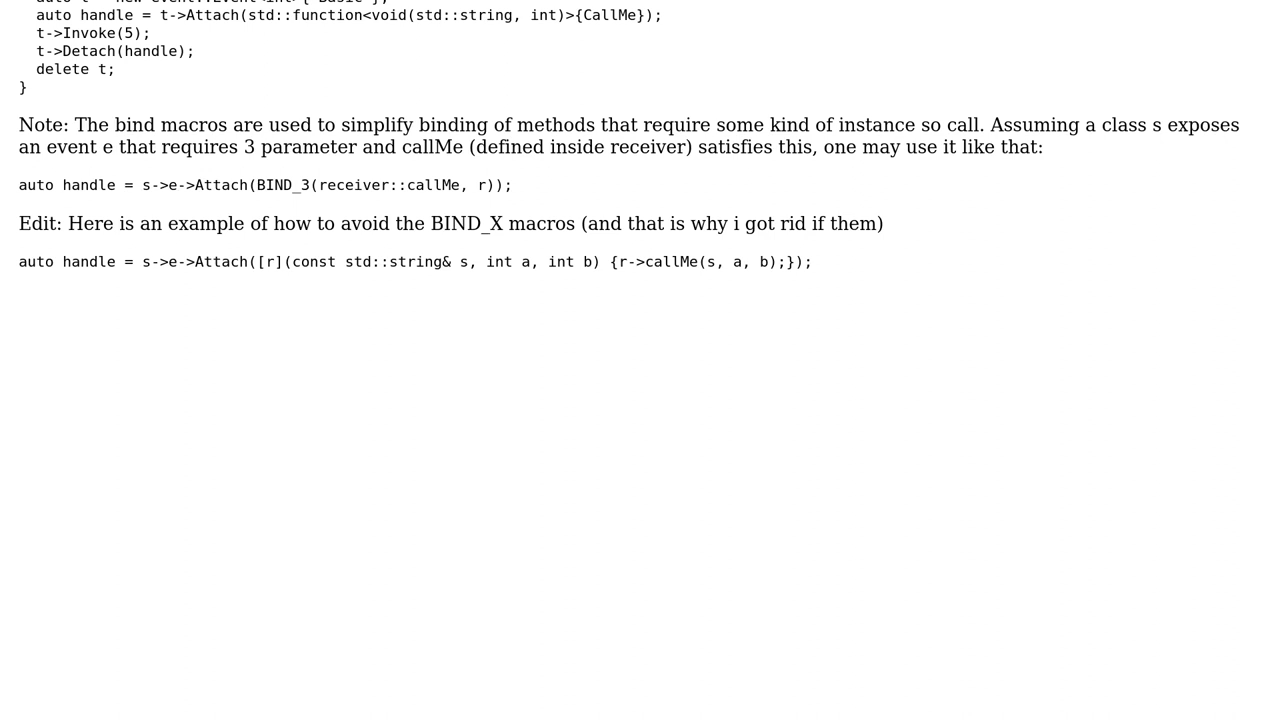 auto handle = t->Attach(std::function<void(std::string, int)>{CallMe});
t->Invoke(5);
t->Detach(handle);
delete t;
}
Note: The bind macros are used to simplify binding of methods that require some kind of instance so call. Assuming a class s exposes
an event e that requires 3 parameter and callMe (defined inside receiver) satisfies this, one may use it like that:
auto handle = s->e->Attach(BIND_3(receiver::callMe, r));
Edit: Here is an example of how to avoid the BIND_X macros (and that is why i got rid if them)
auto handle = s->e->Attach([r](const std::string& s, int a, int b) {r->callMe(s, a, b);});